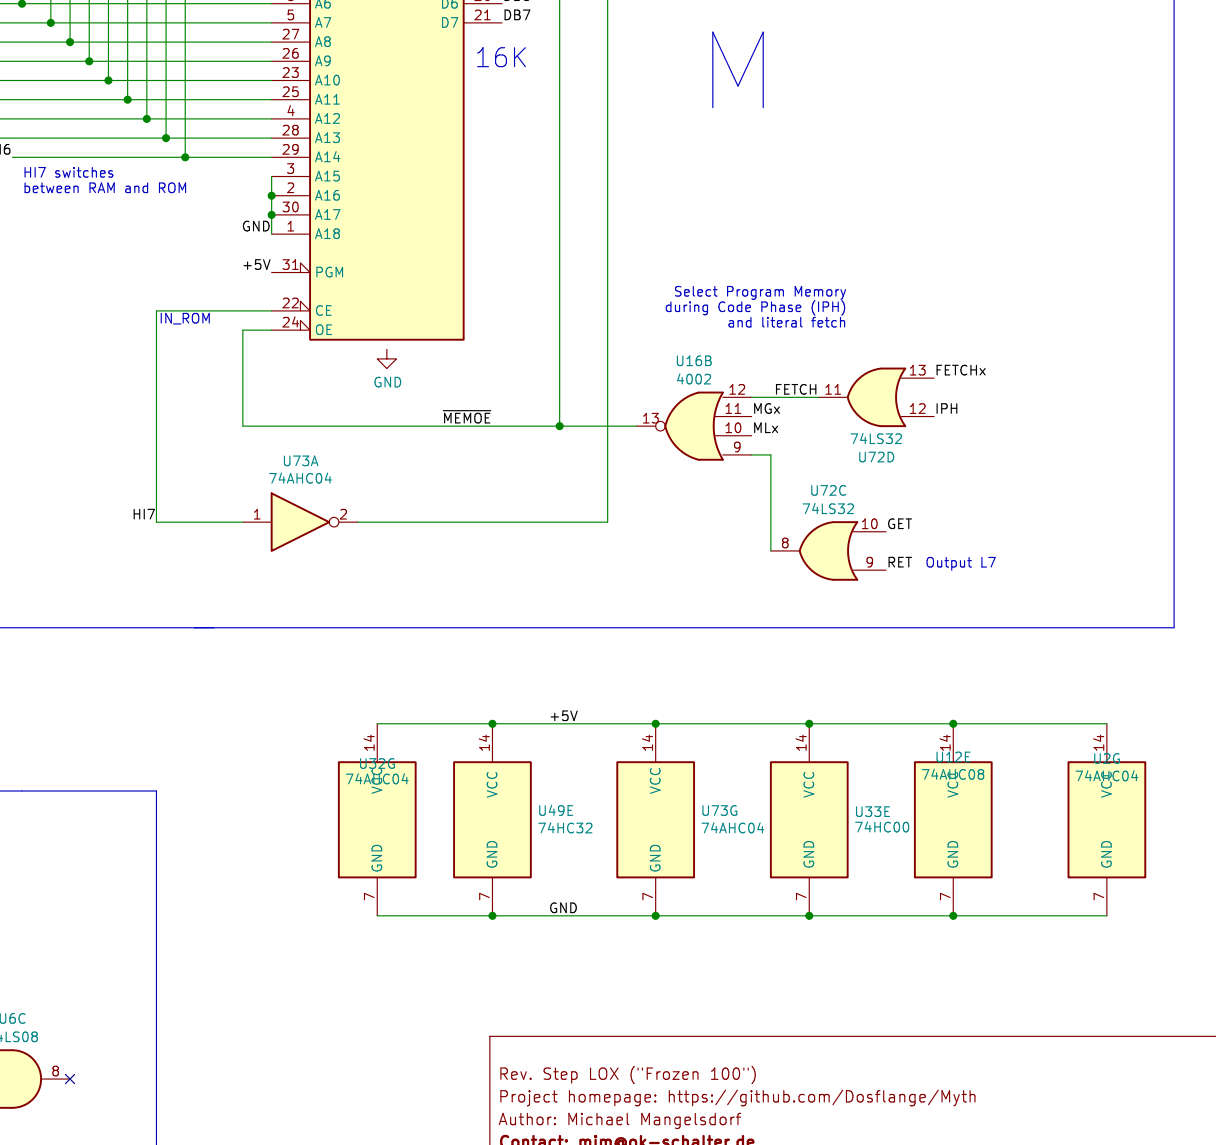 A6
D6
5 A7
D7 21 DB7
27 A8
16K
26 A9
23 A10
25 A11
4 A12
28 A13
29 A14
3 A15
2 A16
30 A17
GND 1 A18
HI7 switches
between RAM and ROM
M
+5V 31 PGM
22 CE
IN_ROM
24 OE
GND
Select Program Memory
during Code Phase (IPH)
and literal fetch
U16B
4002
MEMOE
13
12 FETCH 11
11 MGx
10 MLx
9
13 FETCHx
12 IPH
74LS32
U72D
U73A
74AHC04
HI7 1 2
U72C
74LS32
8
10 GET
9 RET Output L7
+5V
14 14 14 14 14 14
U32G
74AHC04
VCC
GND
7
U49E
74HC32
VCC
GND
7
U73G
74AHC04
VCC
GND
7
U33E
74HC00
VCC
GND
7
U12F
74AHC08
VCC
GND
7
U2G
74AHC04
VCC
GND
7
GND
U6C
8
Rev. Step LOX ("Frozen 100")
Project homepage: https://github.com/Dosflange/Myth
Author: Michael Mangelsdorf
Contact: mim@ok-schalter.de